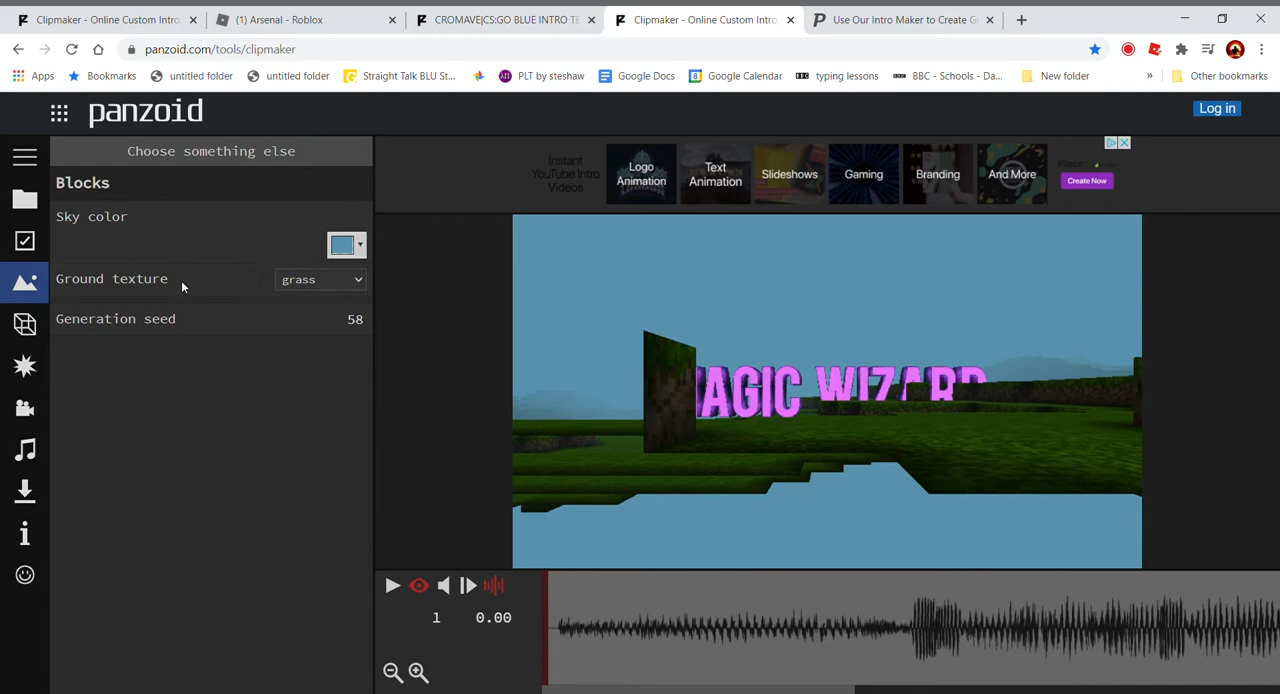 Clipmaker - Online Custom Intro. (1) Arsenal - Roblox CROMAVE|CS:GO BLUE INTRO TE Clipmaker - Online Custom Intro Use Our Intro Maker to Create G
panzoid.com/tools/clipmaker
Apps Bookmarks untitled folder untitled folder Straight Talk BLU St... PLT by steshaw Google Docs Google Calendar typing lessons BBC - Schools - Da... New folder » Other bookmarks
panzoid Log in
Choose something else
Blocks
Sky color
Ground texture grass
Generation seed 58
Instant
YouTube Intro
Videos
Logo
Animation
Text
Animation
Slideshows
Gaming
Branding
And More
Create Now
MAGIC WIZARD
1 0.00